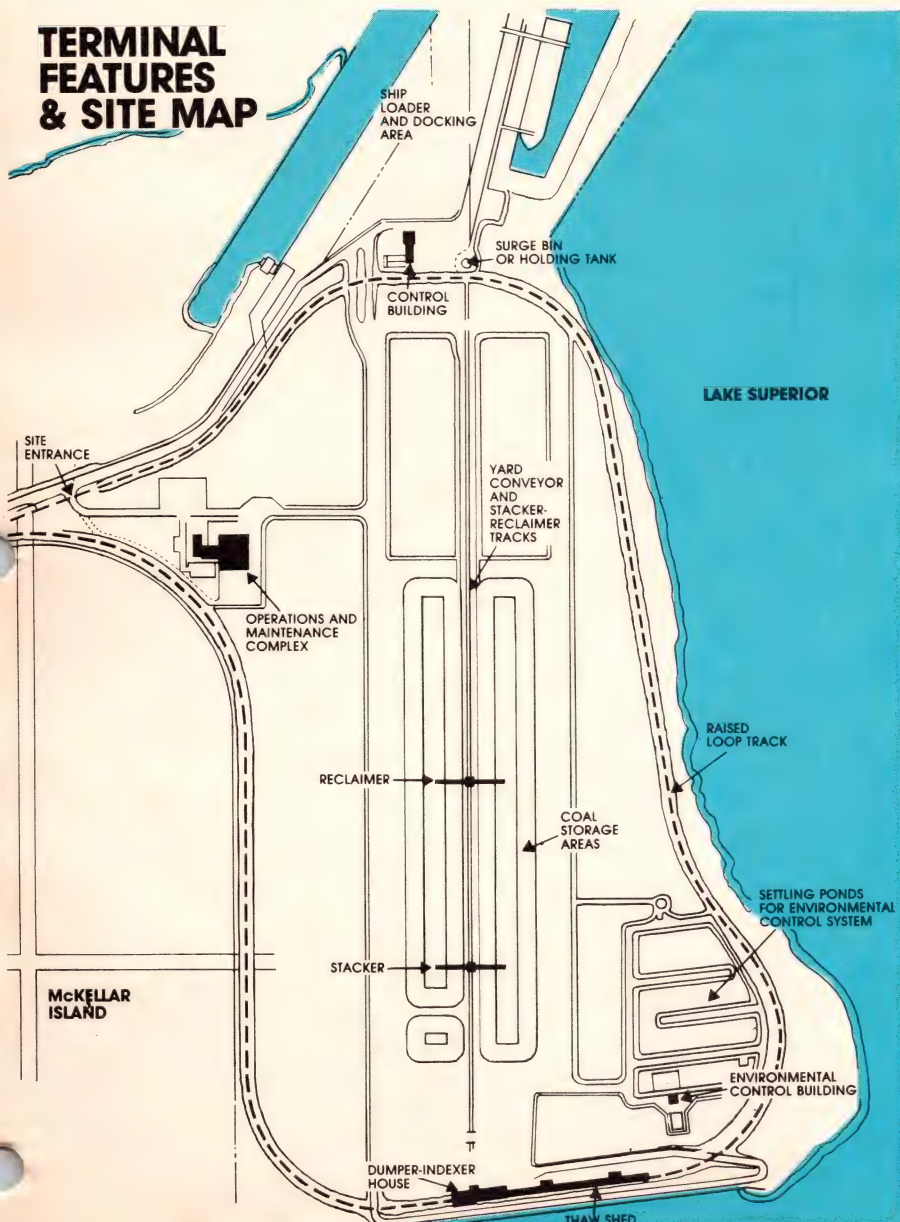 TERMINAL
FEATURES
& SITE MAP
SHIP
LOADER
AND DOCKING
AREA
SURGE BIN
OR HOLDING TANK
CONTROL
BUILDING
LAKE SUPERIOR
SITE
ENTRANCE
YARD
CONVEYOR
AND
STACKER-
RECLAIMER
TRACKS
OPERATIONS AND
MAINTENANCE
COMPLEX
RAISED
LOOP TRACK
RECLAIMER
COAL
STORAGE
AREAS
SETTLING PONDS
FOR ENVIRONMENTAL
CONTROL SYSTEM
STACKER
McKELLAR
ISLAND
ENVIRONMENTAL
CONTROL BUILDING
DUMPER-INDEXER
HOUSE
THAW SHED